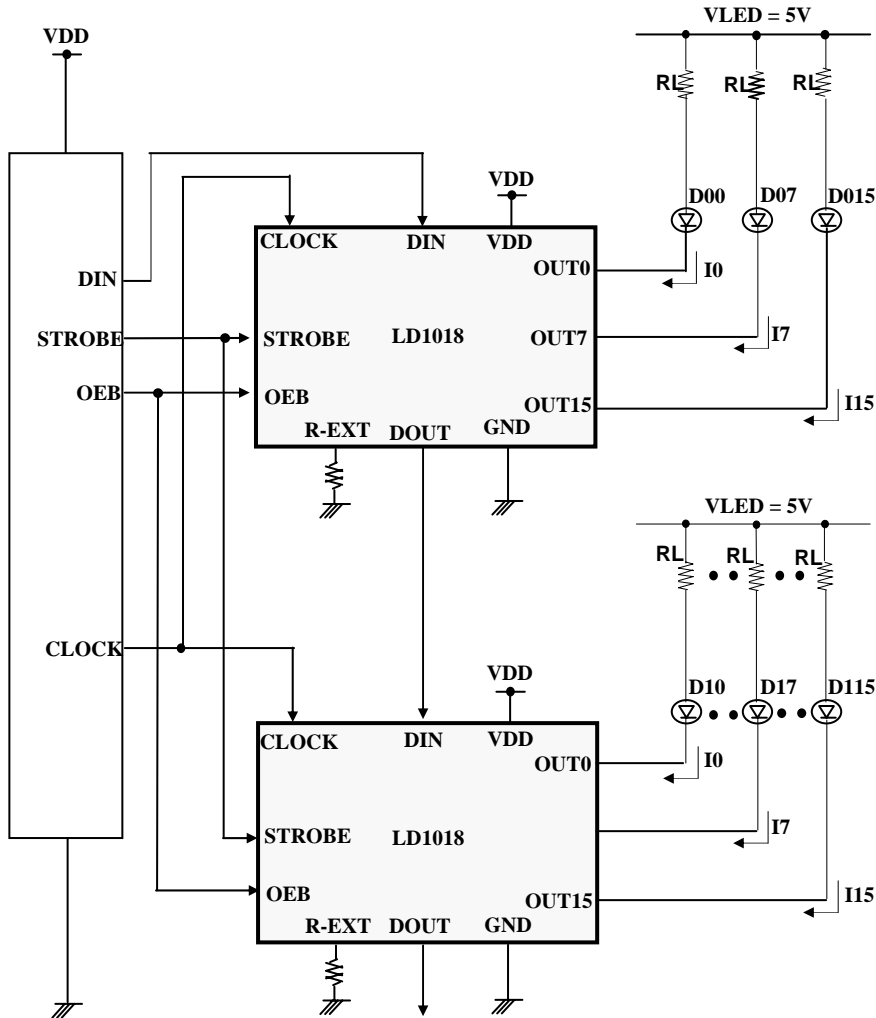 VLED = 5V
VDD
RL RL RL
VDD
D00 D07 D015
CLOCK DIN VDD
OUT0 I0
DIN
STROBE STROBE LD1018 OUT7 I7
OEB OEB
OUT15 I15
R-EXT DOUT GND
VLED = 5V
RL RL RL
CLOCK
VDD
D10 D17 D115
CLOCK DIN VDD
OUT0 I0
STROBE LD1018 I7
OEB OUT15 I15
R-EXT DOUT GND